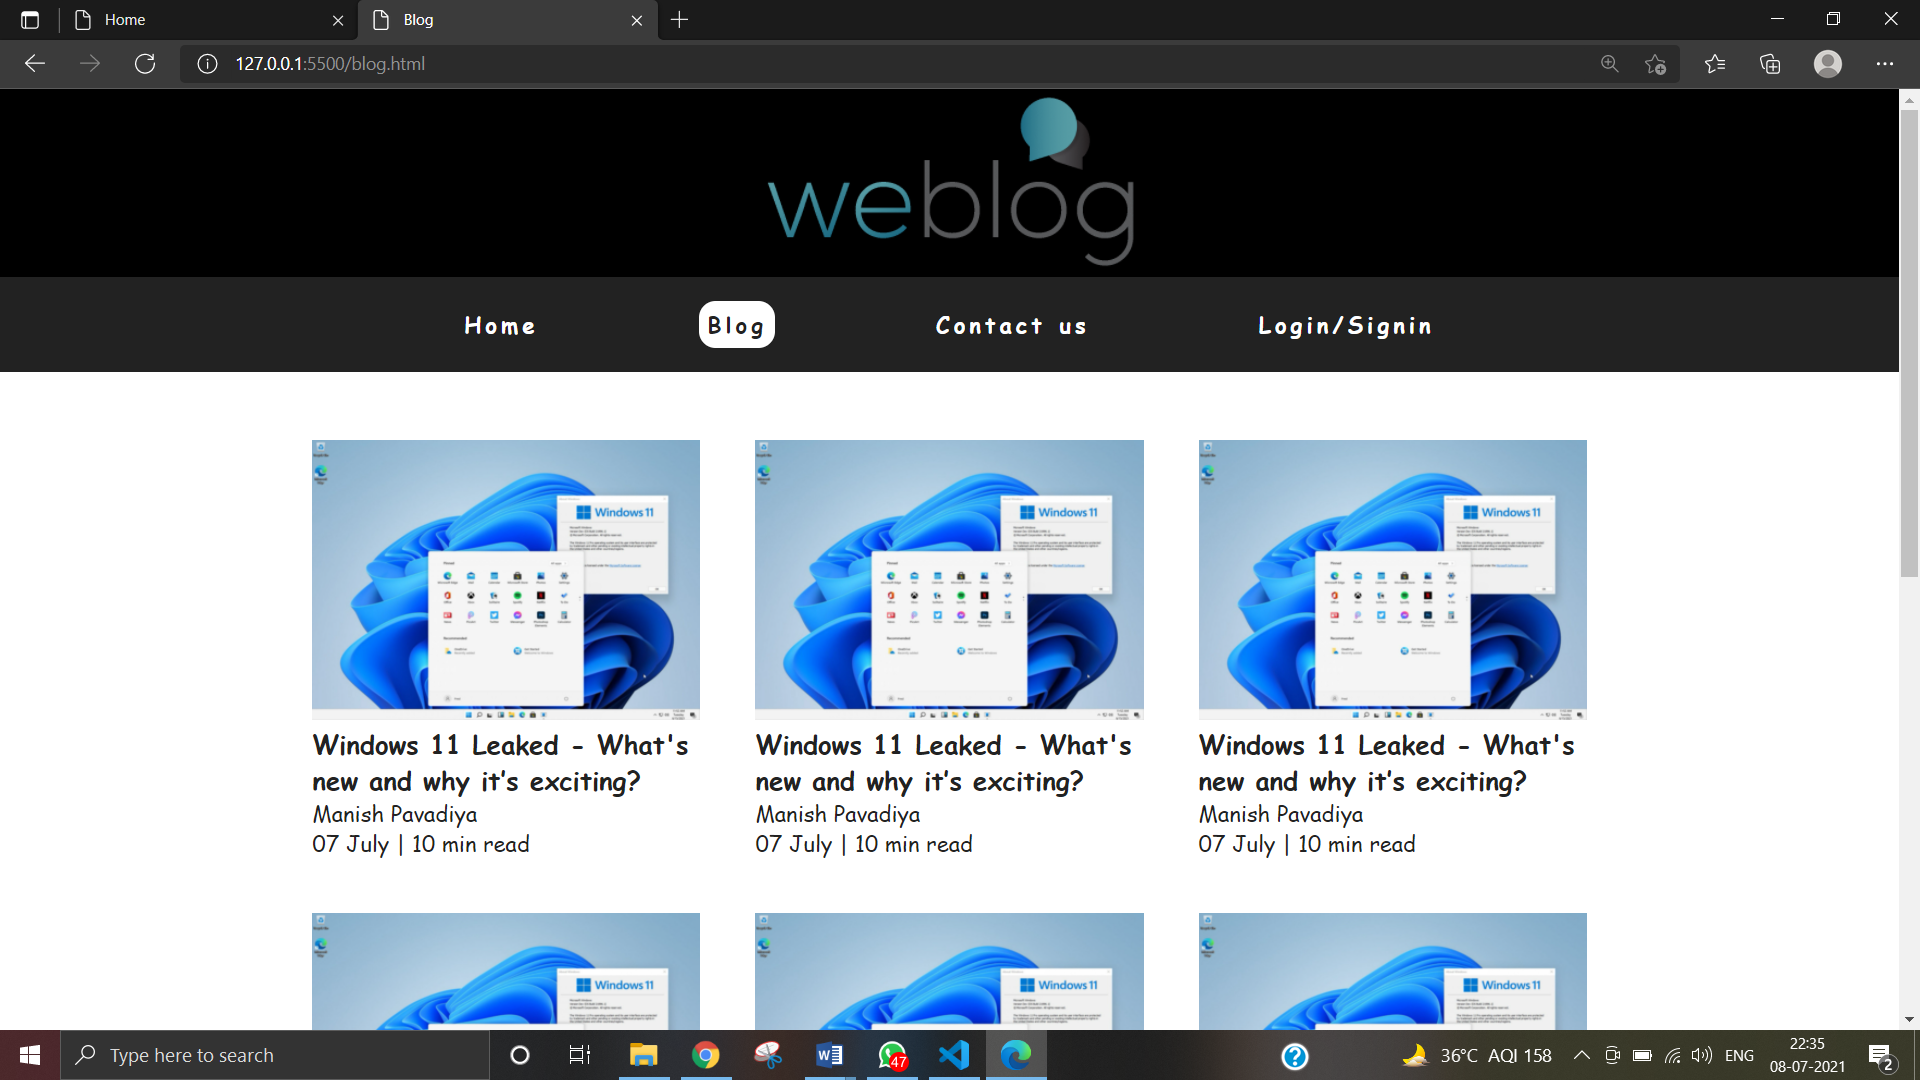 Home
Blog
127.0.0.1:5500/blog.html
weblog
Home Blog Contact us Login/Signin
Windows 11 Windows 11 Windows 11
Windows 11 Leaked - What's
new and why it's exciting?
Manish Pavadiya
07 July | 10 min read
Windows 11 Leaked - What's
new and why it's exciting?
Manish Pavadiya
07 July | 10 min read
Windows 11 Leaked - What's
new and why it's exciting?
Manish Pavadiya
07 July | 10 min read
Windows 11 Windows 11 Windows 11
Type here to search
47
36°C AQI 158
ENG
22:35
08-07-2021
2